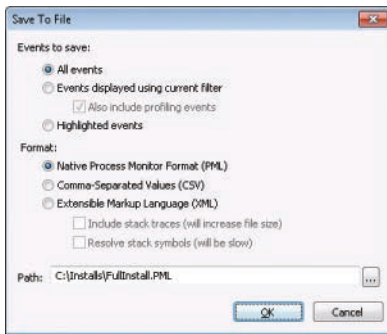 Save To File
Events to save:
All events
Events displayed using current filter
Also include profiling events
Highlighted events
Format:
Native Process Monitor Format (PML)
Comma-Separated Values (CSV)
Extensible Markup Language (XML)
Include stack traces (will increase file size)
Resolve stack symbols (will be slow)
Path: C:\Installs\FullInstall.PML ...
OK Cancel